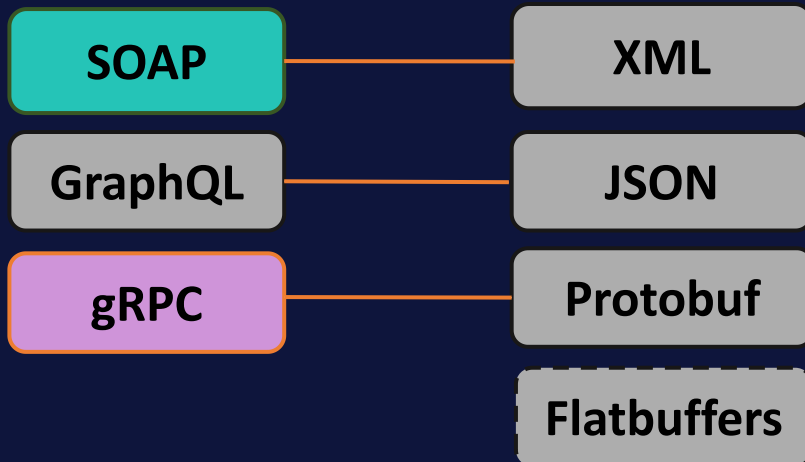 SOAP
XML
GraphQL
JSON
gRPC
Protobuf
Flatbuffers